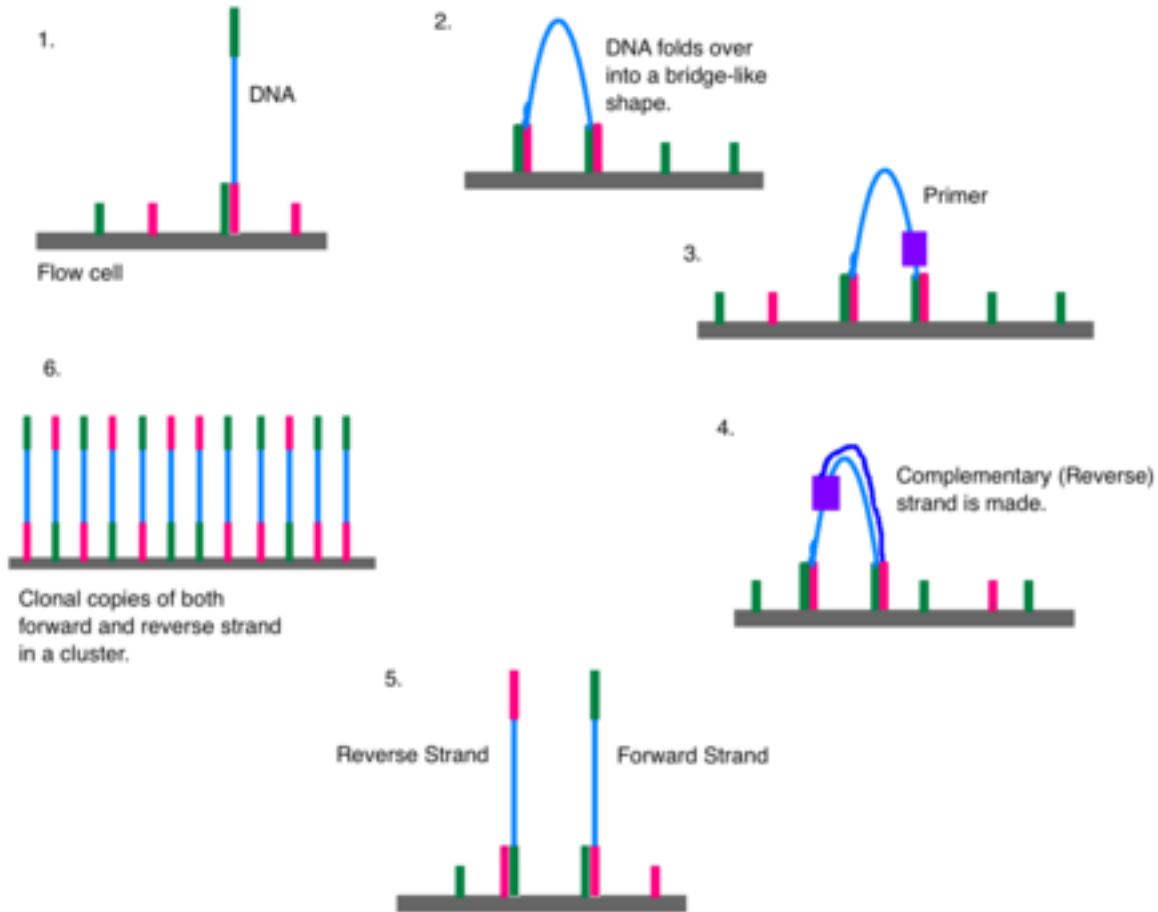 1.
DNA
Flow cell
2.
DNA folds over
into a bridge-like
shape.
3.
Primer
4.
Complementary (Reverse)
strand is made.
5.
Reverse Strand
Forward Strand
6.
Clonal copies of both
forward and reverse strand
in a cluster.